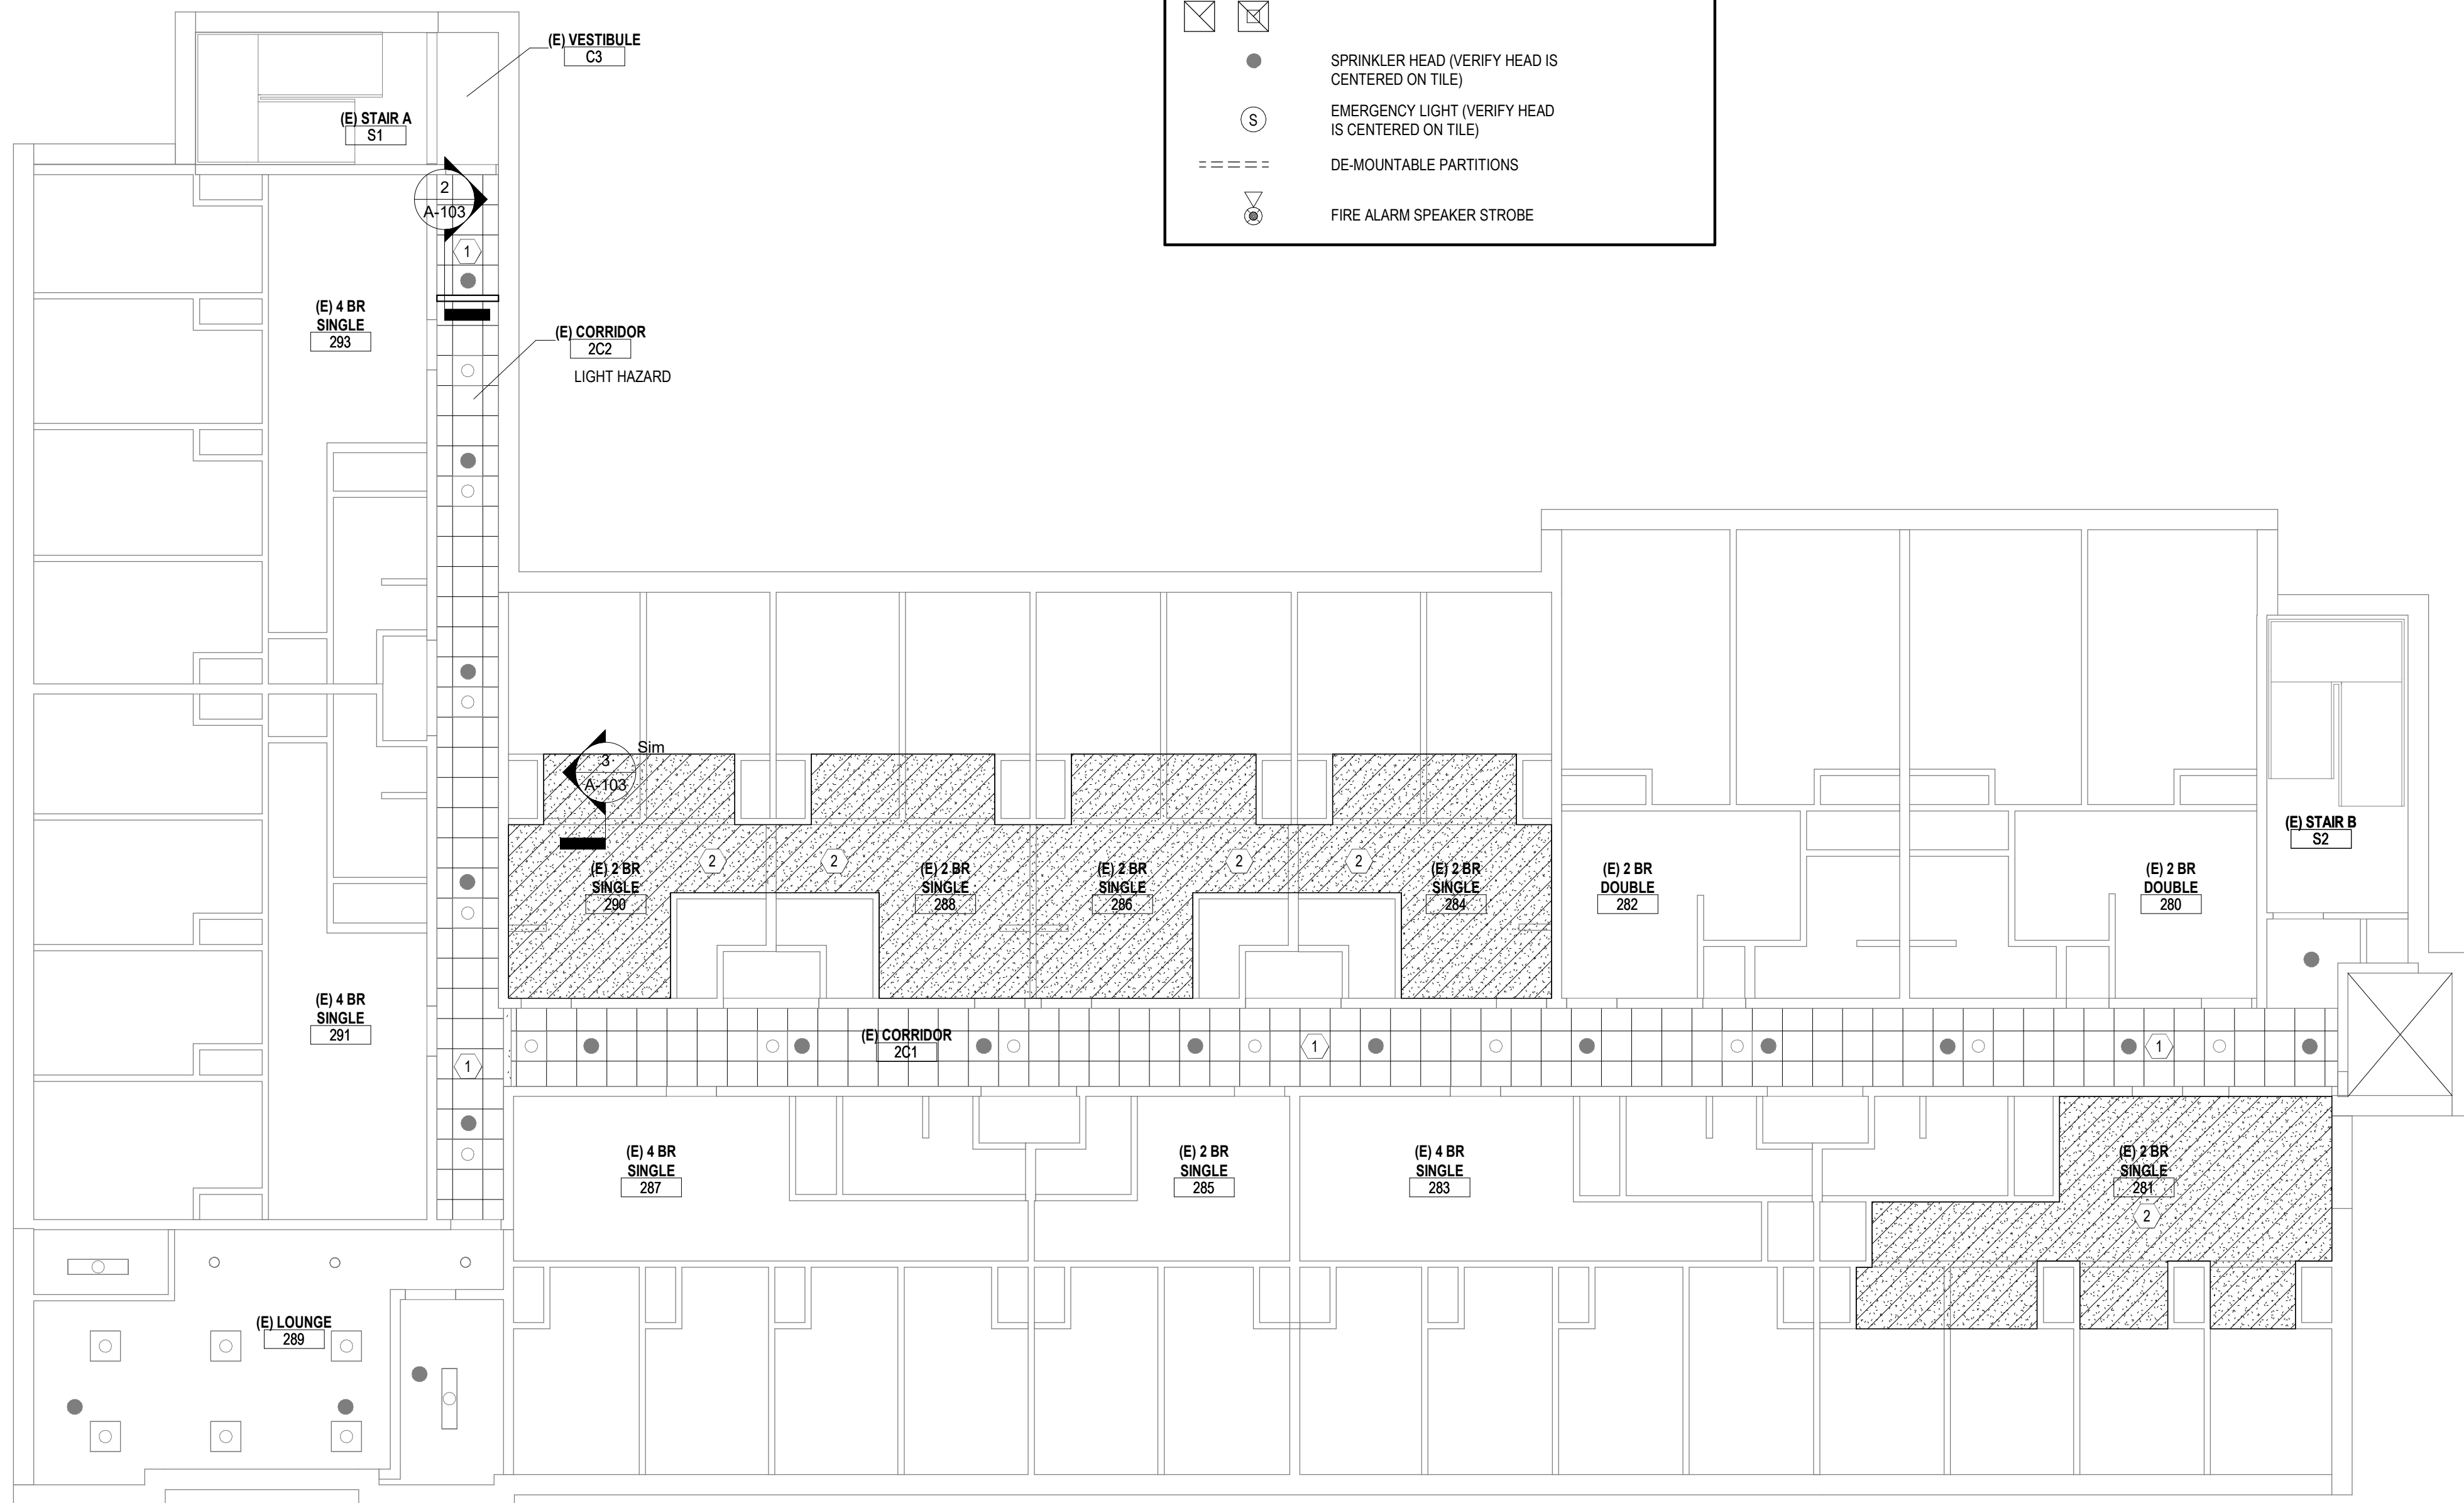 (E) VESTIBULE
C3
SPRINKLER HEAD (VERIFY HEAD IS
CENTERED ON TILE)
S
EMERGENCY LIGHT (VERIFY HEAD
IS CENTERED ON TILE)
DE-MOUNTABLE PARTITIONS
FIRE ALARM SPEAKER STROBE
(E) STAIR A
S1
2
A-103
1
(E) 4 BR
SINGLE
293
(E) CORRIDOR
2C2
LIGHT HAZARD
Sim
3
A-103
(E) 2 BR
SINGLE
290
2
2
(E) 2 BR
SINGLE
288
(E) 2 BR
SINGLE
286
2
2
(E) 2 BR
SINGLE
284
(E) 2 BR
DOUBLE
282
(E) 2 BR
DOUBLE
280
(E) STAIR B
S2
(E) 4 BR
SINGLE
291
1
(E) CORRIDOR
2C1
1
1
(E) 4 BR
SINGLE
287
(E) 2 BR
SINGLE
285
(E) 4 BR
SINGLE
283
(E) 2 BR
SINGLE
281
2
(E) LOUNGE
289